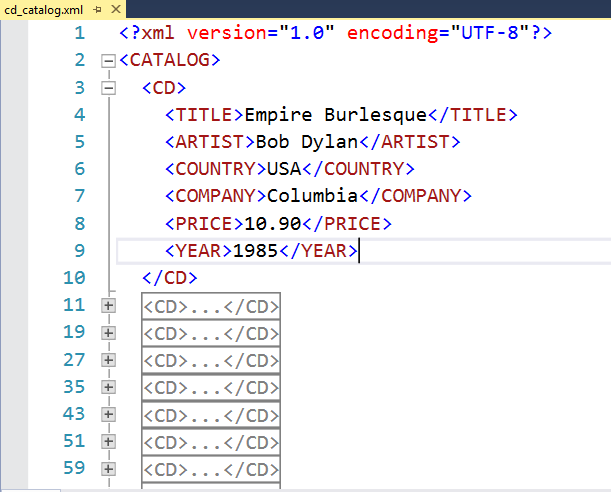 cd_catalog.xml
1 <?xml version="1.0" encoding="UTF-8"?>
2 <CATALOG>
3 <CD>
4 <TITLE>Empire Burlesque</TITLE>
5 <ARTIST>Bob Dylan</ARTIST>
6 <COUNTRY>USA</COUNTRY>
7 <COMPANY>Columbia</COMPANY>
8 <PRICE>10.90</PRICE>
9 <YEAR>1985</YEAR>
10 </CD>
11 <CD>...</CD>
19 <CD>...</CD>
27 <CD>...</CD>
35 <CD>...</CD>
43 <CD>...</CD>
51 <CD>...</CD>
59 <CD>...</CD>